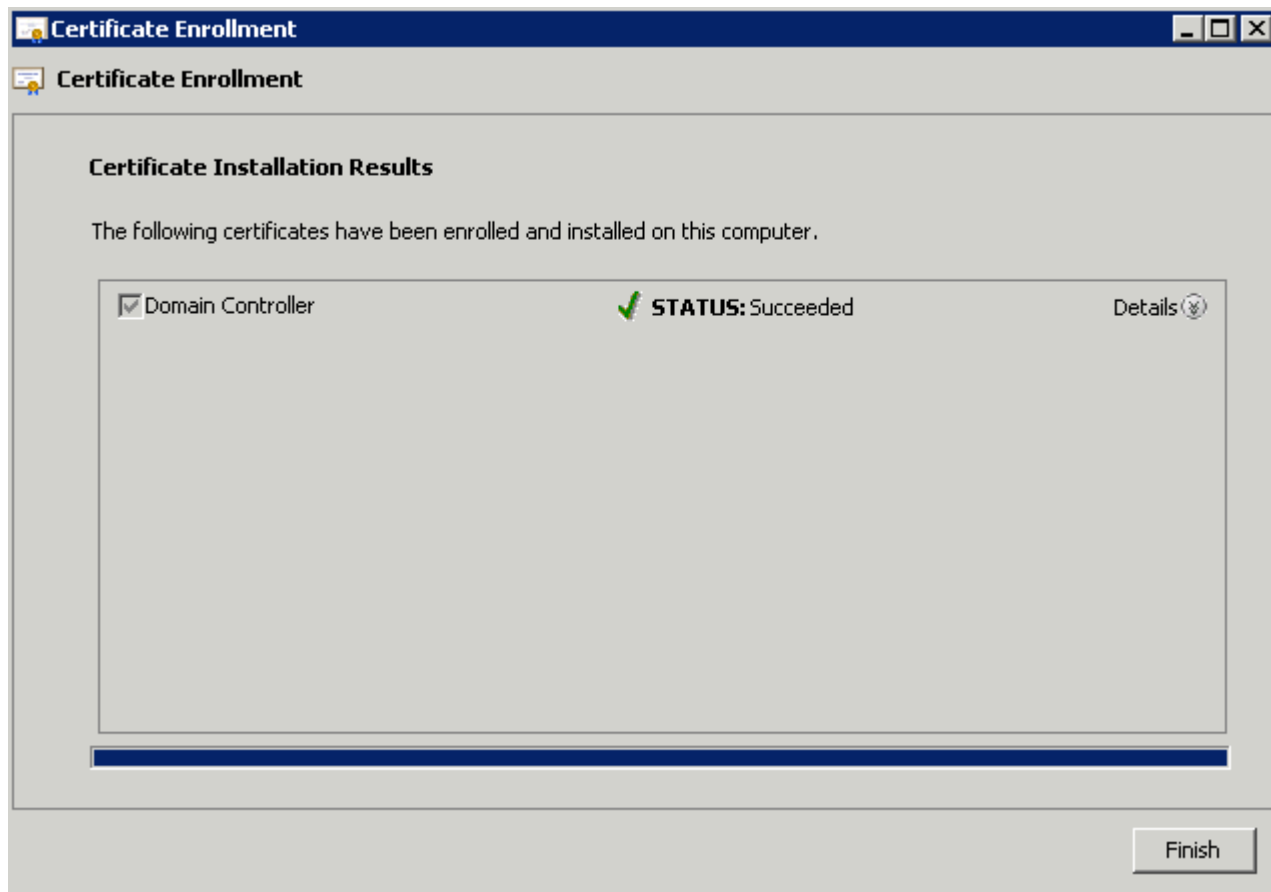 Certificate Enrollment
Certificate Enrollment
Certificate Installation Results
The following certificates have been enrolled and installed on this computer.
Domain Controller STATUS: Succeeded Details
Finish